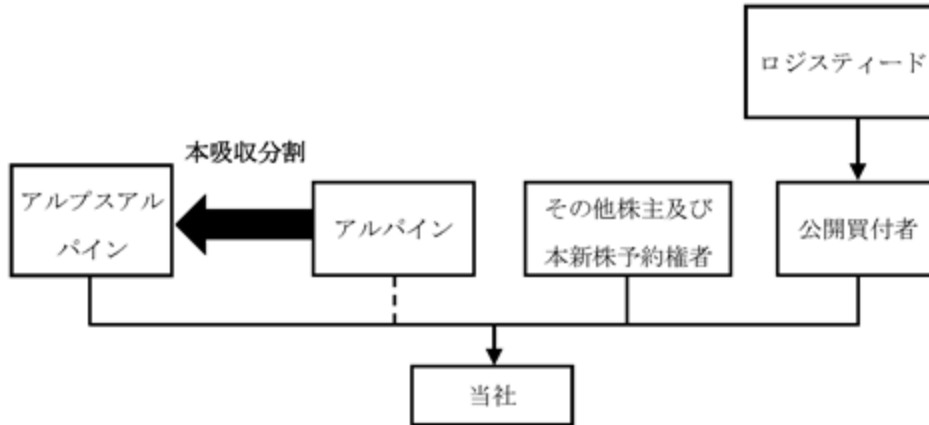 ロジスティード
本吸収分割
アルプスアル
パイン
アルパイン
その他株主及び
本新株予約権者
公開買付者
当社